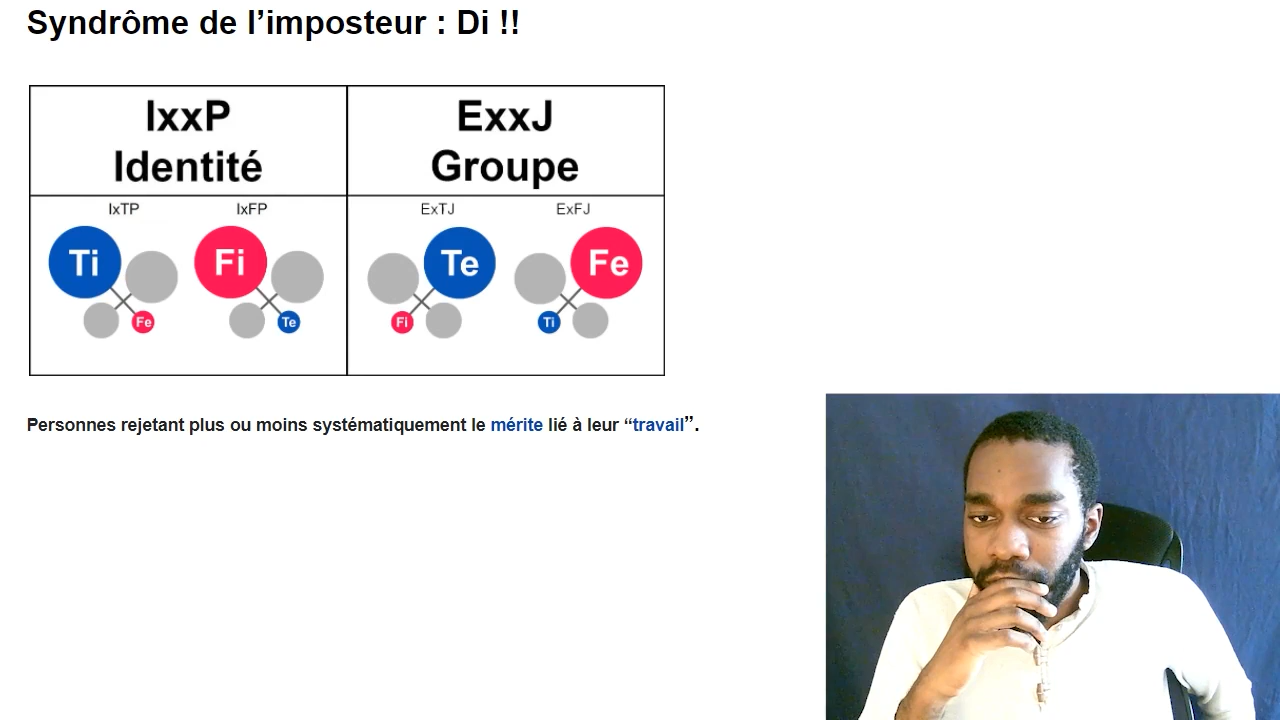 Syndrôme de l’imposteur : Di !!
IxxP
Identité
ExxJ
Groupe
IxTP
IxFP
ExTJ
ExFJ
Ti
Fe
Fi
Te
Te
Fi
Fe
Ti
Personnes rejetant plus ou moins systématiquement le mérite lié à leur “travail”.